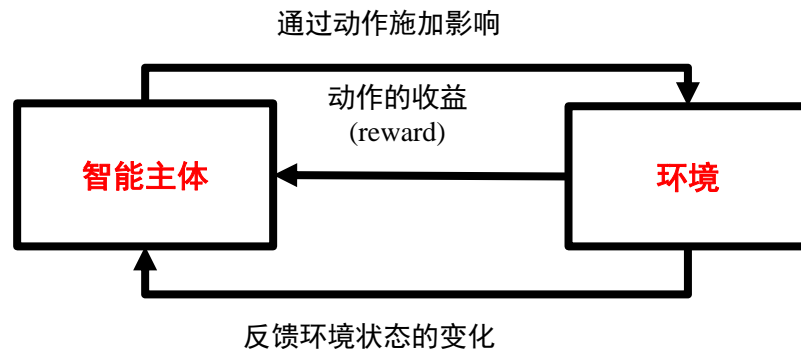 通过动作施加影响
动作的收益
(reward)
智能主体
环境
反馈环境状态的变化